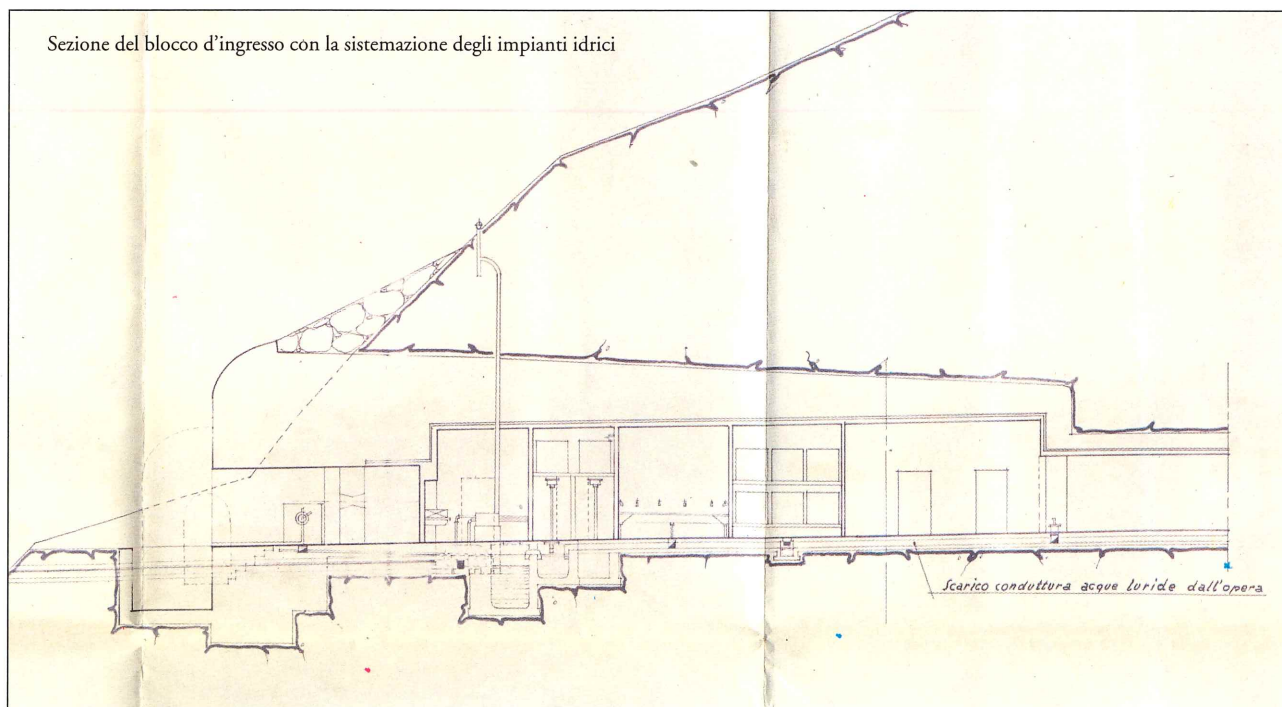 Sezione del blocco d'ingresso con la sistemazione degli impianti idrici
Scarico conduttura acque luride dall'opera